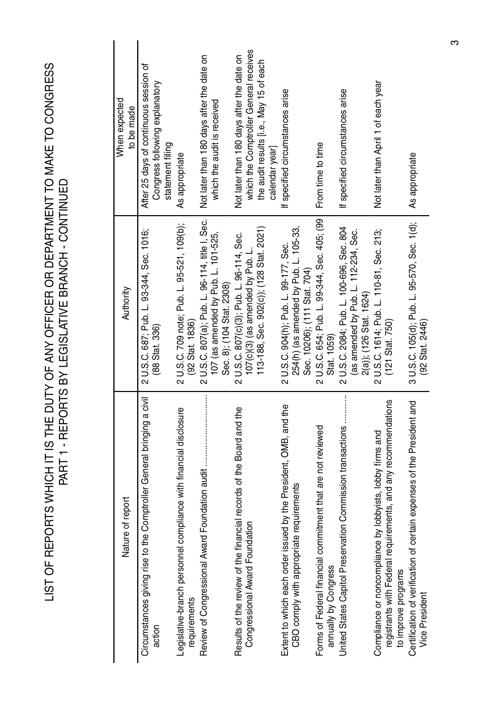 LIST OF REPORTS WHICH IT IS THE DUTY OF ANY OFFICER OR DEPARTMENT TO MAKE TO CONGRESS
PART 1 - REPORTS BY LEGISLATIVE BRANCH - CONTINUED
Nature of report
Authority
When expected
to be made
Circumstances giving rise to the Comptroller General bringing a civil
action
2 U.S.C. 687; Pub. L. 93-344, Sec. 1016;
(88 Stat. 336)
After 25 days of continuous session of
Congress following explanatory
statement filing
Legislative-branch personnel compliance with financial disclosure
requirements
2 U.S.C. 709 note; Pub. L. 95-521, 109(b);
(92 Stat. 1836)
As appropriate
Review of Congressional Award Foundation audit
2 U.S.C. 807(a); Pub. L. 96-114, title I, Sec.
107 (as amended by Pub. L. 101-525,
Sec. 8); (104 Stat. 2308)
Not later than 180 days after the date on
which the audit is received
Results of the review of the financial records of the Board and the
Congressional Award Foundation
2 U.S.C. 807(c)(3); Pub. L. 96-114, Sec.
107(c)(3) (as amended by Pub. L.
113-188, Sec. 902(c)); (128 Stat. 2021)
Not later than 180 days after the date on
which the Comptroller General receives
the audit results [i.e., May 15 of each
calendar year]
Extent to which each order issued by the President, OMB, and the
CBO comply with appropriate requirements
2 U.S.C. 904(h); Pub. L. 99-177 Sec.
254(h) (as amended by Pub. L. 105-33,
Sec. 10206); (111 Stat. 704)
If specified circumstances arise
Forms of Federal financial commitment that are not reviewed
annually by Congress
2 U.S.C. 654; Pub. L. 99-344, Sec. 405; (99
Stat. 1059)
From time to time
United States Capitol Preservation Commission transactions
2 U.S.C. 2084; Pub. L. 100-696, Sec. 804
(as amended by Pub. L. 112-234, Sec.
2(a)); (126 Stat. 1624)
If specified circumstances arise
Compliance or noncompliance by lobbyists, lobby firms and
registrants with Federal requirements, and any recommendations
to improve programs
2 U.S.C. 1614; Pub. L. 110-81, Sec. 213;
(121 Stat. 750)
Not later than April 1 of each year
Certification of verification of certain expenses of the President and
Vice President
3 U.S.C. 105(d); Pub. L. 95-570, Sec. 1(d);
(92 Stat. 2446)
As appropriate
3